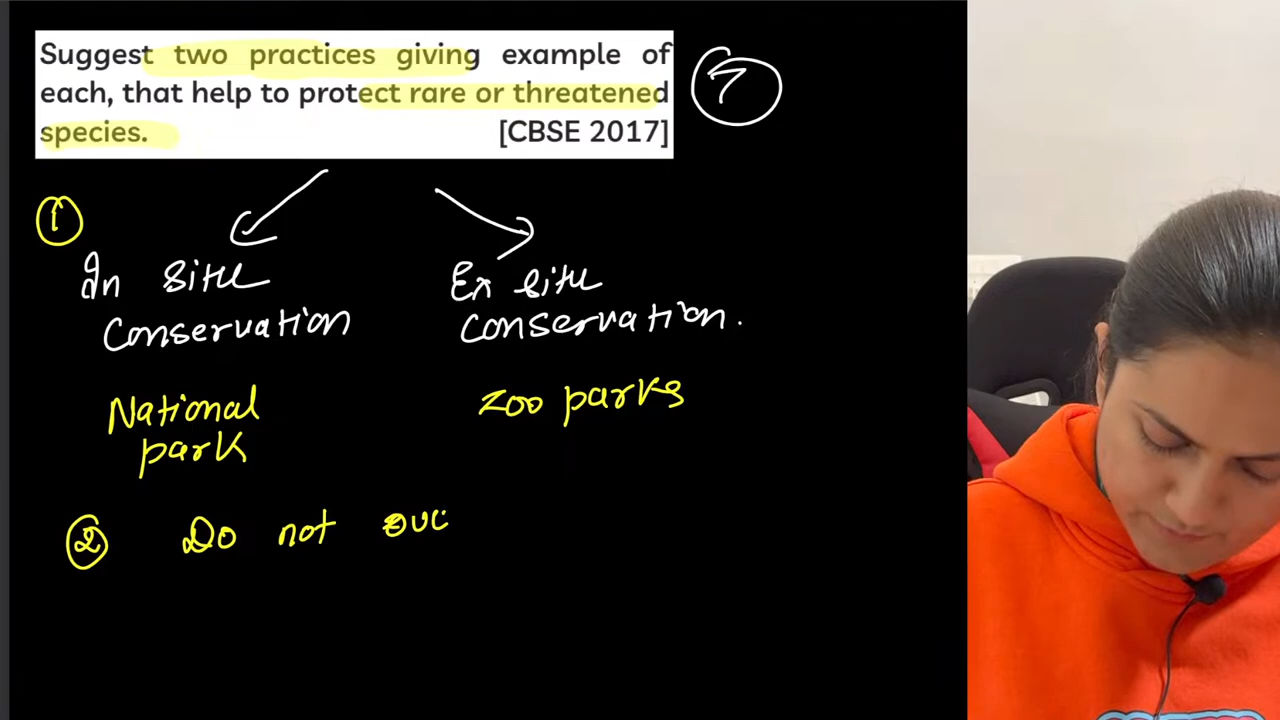 Suggest two practices giving example of
each, that help to protect rare or threatened
species. [CBSE 2017]
7
1
In situ
conservation
Ex situ
conservation.
National
park
zoo parks
2 Do not ove